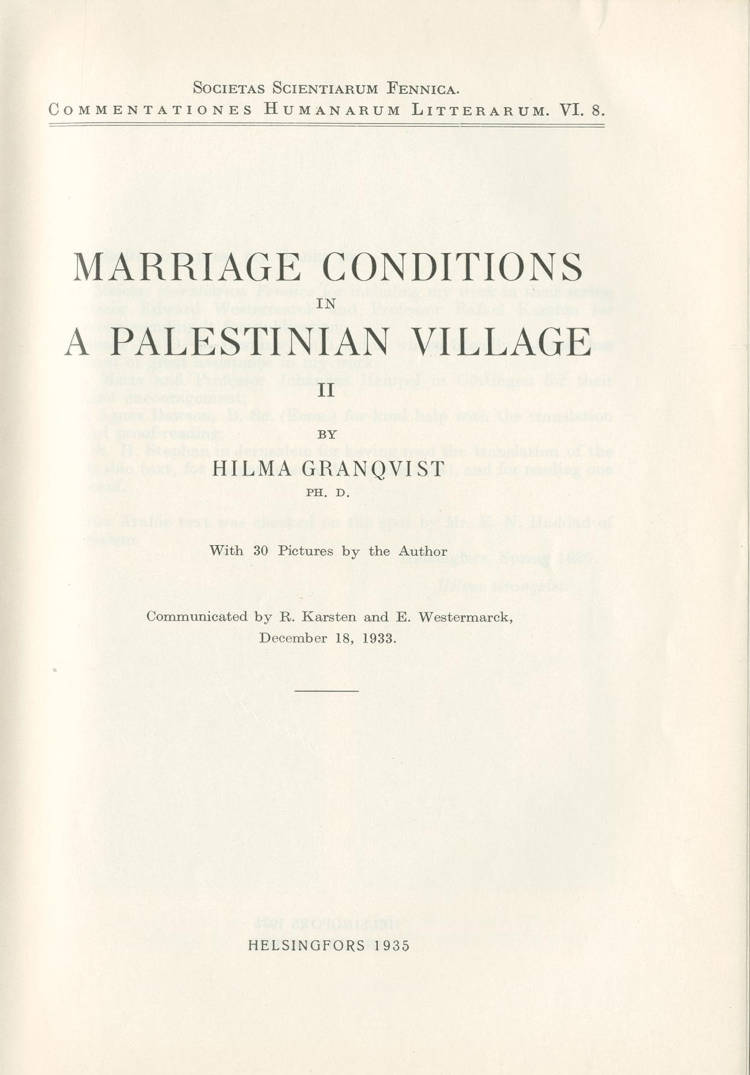 SOCIETAS SCIENTIARUM FENNICA.
COMMENTATIONES HUMANARUM LITTERARUM. VI. 8.
MARRIAGE CONDITIONS
IN
A PALESTINIAN VILLAGE
II
BY
HILMA GRANQVIST
PH. D.
With 30 Pictures by the Author
Communicated by R. Karsten and E. Westermarck,
December 18, 1933.
HELSINGFORS 1935